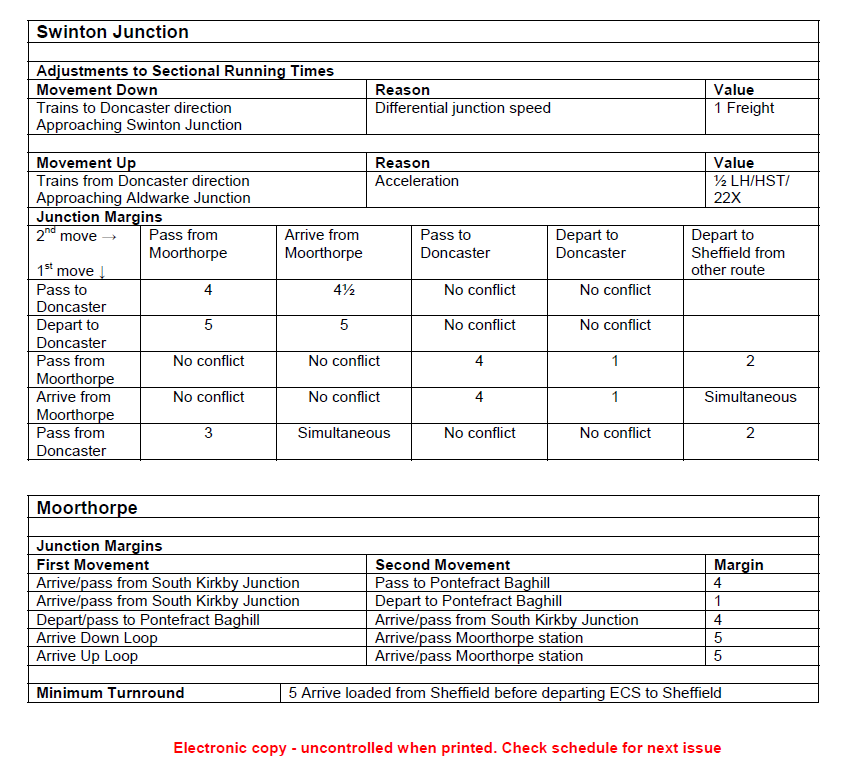 Swinton Junction
Adjustments to Sectional Running Times
Movement Down Reason Value
Trains to Doncaster direction Differential junction speed 1 Freight
Approaching Swinton Junction
Movement Up Reason Value
Trains from Doncaster direction Acceleration ½ LH/HST/
Approaching Aldwarke Junction 22X
Junction Margins
2nd move → Pass from Arrive from Pass to Depart to Depart to
Moorthorpe Moorthorpe Doncaster Doncaster Sheffield from
1st move ↓ other route
Pass to 4 4½ No conflict No conflict
Doncaster
Depart to 5 5 No conflict No conflict
Doncaster
Pass from No conflict No conflict 4 1 2
Moorthorpe
Arrive from No conflict No conflict 4 1 Simultaneous
Moorthorpe
Pass from 3 Simultaneous No conflict No conflict 2
Doncaster
Moorthorpe
Junction Margins
First Movement Second Movement Margin
Arrive/pass from South Kirkby Junction Pass to Pontefract Baghill 4
Arrive/pass from South Kirkby Junction Depart to Pontefract Baghill 1
Depart/pass to Pontefract Baghill Arrive/pass from South Kirkby Junction 4
Arrive Down Loop Arrive/pass Moorthorpe station 5
Arrive Up Loop Arrive/pass Moorthorpe station 5
Minimum Turnround 5 Arrive loaded from Sheffield before departing ECS to Sheffield
Electronic copy - uncontrolled when printed. Check schedule for next issue